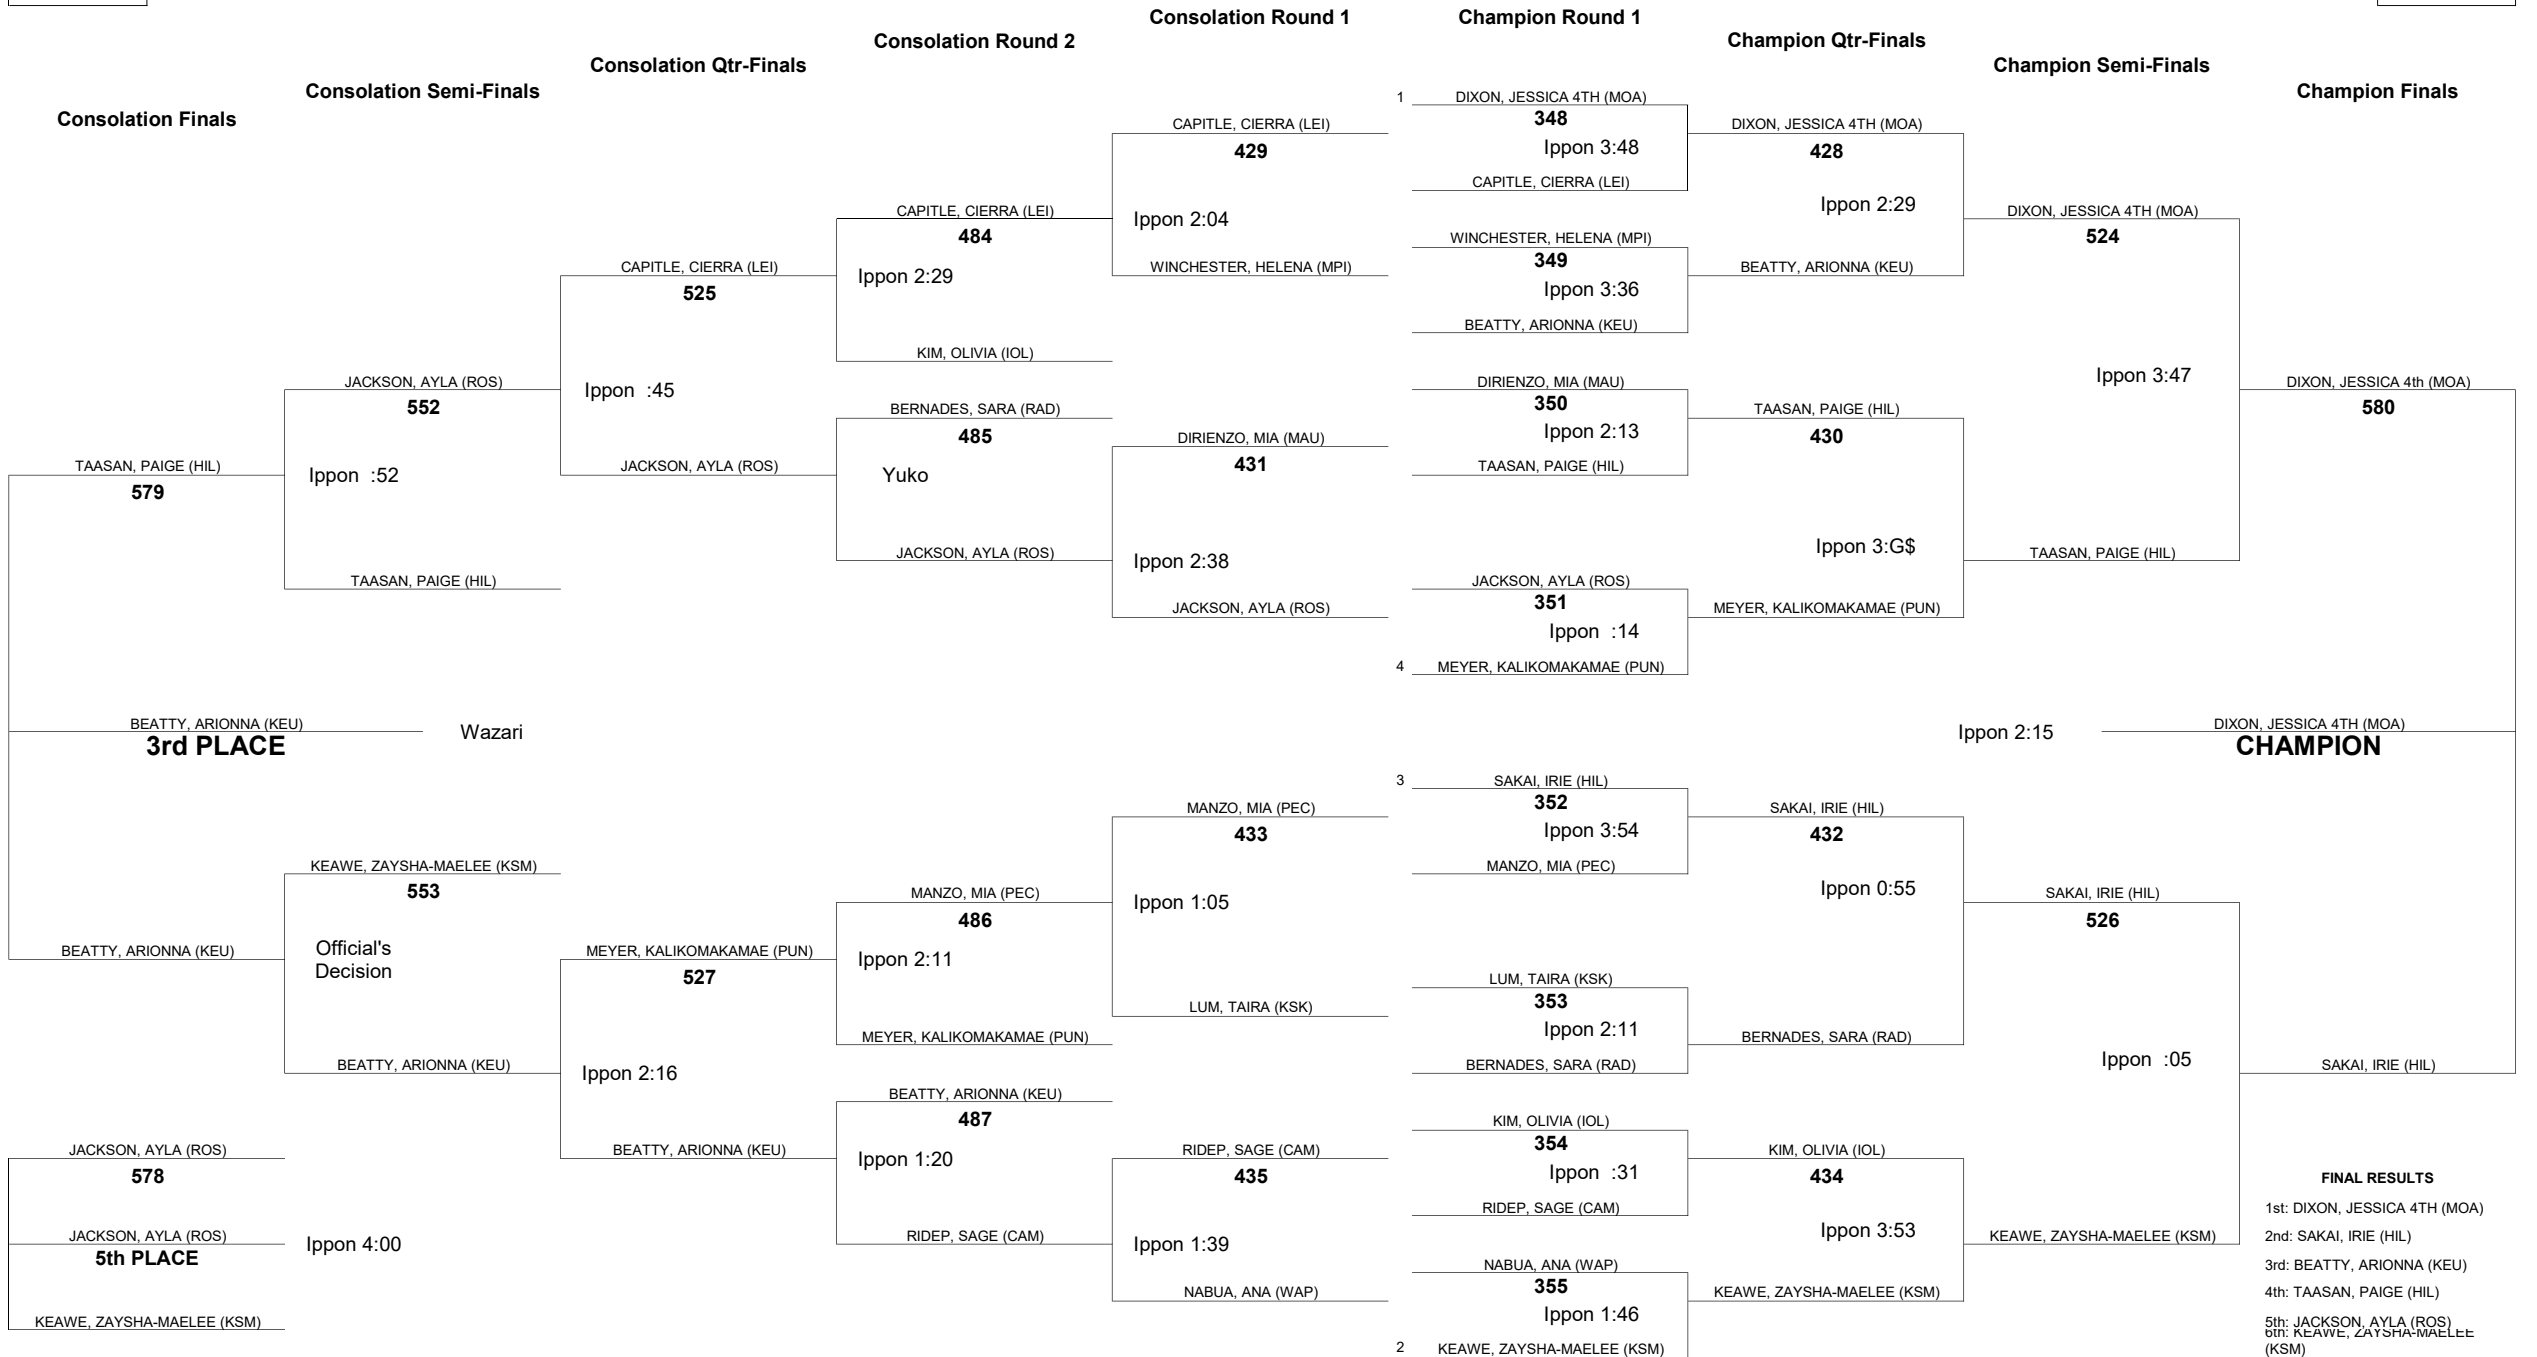 Consolation Round 1
Champion Round 1
Consolation Round 2
Champion Qtr-Finals
Consolation Qtr-Finals
Champion Semi-Finals
Consolation Semi-Finals
Champion Finals
Consolation Finals
TAASAN, PAIGE (HIL)
579
BEATTY, ARIONNA (KEU)
3rd PLACE
Wazari
BEATTY, ARIONNA (KEU)
JACKSON, AYLA (ROS)
578
JACKSON, AYLA (ROS)
5th PLACE
Ippon 4:00
KEAWE, ZAYSHA-MAELEE (KSM)
JACKSON, AYLA (ROS)
552
Ippon :52
TAASAN, PAIGE (HIL)
KEAWE, ZAYSHA-MAELEE (KSM)
553
Official's
Decision
BEATTY, ARIONNA (KEU)
CAPITLE, CIERRA (LEI)
525
Ippon :45
JACKSON, AYLA (ROS)
MEYER, KALIKOMAKAMAE (PUN)
527
Ippon 2:16
BEATTY, ARIONNA (KEU)
CAPITLE, CIERRA (LEI)
484
Ippon 2:29
KIM, OLIVIA (IOL)
BERNADES, SARA (RAD)
485
Yuko
JACKSON, AYLA (ROS)
MANZO, MIA (PEC)
486
Ippon 2:11
MEYER, KALIKOMAKAMAE (PUN)
BEATTY, ARIONNA (KEU)
487
Ippon 1:20
RIDEP, SAGE (CAM)
CAPITLE, CIERRA (LEI)
429
Ippon 2:04
WINCHESTER, HELENA (MPI)
DIRIENZO, MIA (MAU)
431
Ippon 2:38
JACKSON, AYLA (ROS)
MANZO, MIA (PEC)
433
Ippon 1:05
LUM, TAIRA (KSK)
RIDEP, SAGE (CAM)
435
Ippon 1:39
NABUA, ANA (WAP)
1 DIXON, JESSICA 4TH (MOA)
348
Ippon 3:48
CAPITLE, CIERRA (LEI)
WINCHESTER, HELENA (MPI)
349
Ippon 3:36
BEATTY, ARIONNA (KEU)
DIRIENZO, MIA (MAU)
350
Ippon 2:13
TAASAN, PAIGE (HIL)
JACKSON, AYLA (ROS)
351
Ippon :14
4 MEYER, KALIKOMAKAMAE (PUN)
3 SAKAI, IRIE (HIL)
352
Ippon 3:54
MANZO, MIA (PEC)
LUM, TAIRA (KSK)
353
Ippon 2:11
BERNADES, SARA (RAD)
KIM, OLIVIA (IOL)
354
Ippon :31
RIDEP, SAGE (CAM)
NABUA, ANA (WAP)
355
Ippon 1:46
2 KEAWE, ZAYSHA-MAELEE (KSM)
DIXON, JESSICA 4TH (MOA)
428
Ippon 2:29
BEATTY, ARIONNA (KEU)
TAASAN, PAIGE (HIL)
430
Ippon 3:G$
MEYER, KALIKOMAKAMAE (PUN)
SAKAI, IRIE (HIL)
432
Ippon 0:55
BERNADES, SARA (RAD)
KIM, OLIVIA (IOL)
434
Ippon 3:53
KEAWE, ZAYSHA-MAELEE (KSM)
DIXON, JESSICA 4TH (MOA)
524
Ippon 3:47
TAASAN, PAIGE (HIL)
SAKAI, IRIE (HIL)
526
Ippon :05
KEAWE, ZAYSHA-MAELEE (KSM)
DIXON, JESSICA 4th (MOA)
580
Ippon 2:15
DIXON, JESSICA 4TH (MOA)
CHAMPION
SAKAI, IRIE (HIL)
FINAL RESULTS
1st: DIXON, JESSICA 4TH (MOA)
2nd: SAKAI, IRIE (HIL)
3rd: BEATTY, ARIONNA (KEU)
4th: TAASAN, PAIGE (HIL)
5th: JACKSON, AYLA (ROS)
6th: KEAWE, ZAYSHA-MAELEE
(KSM)